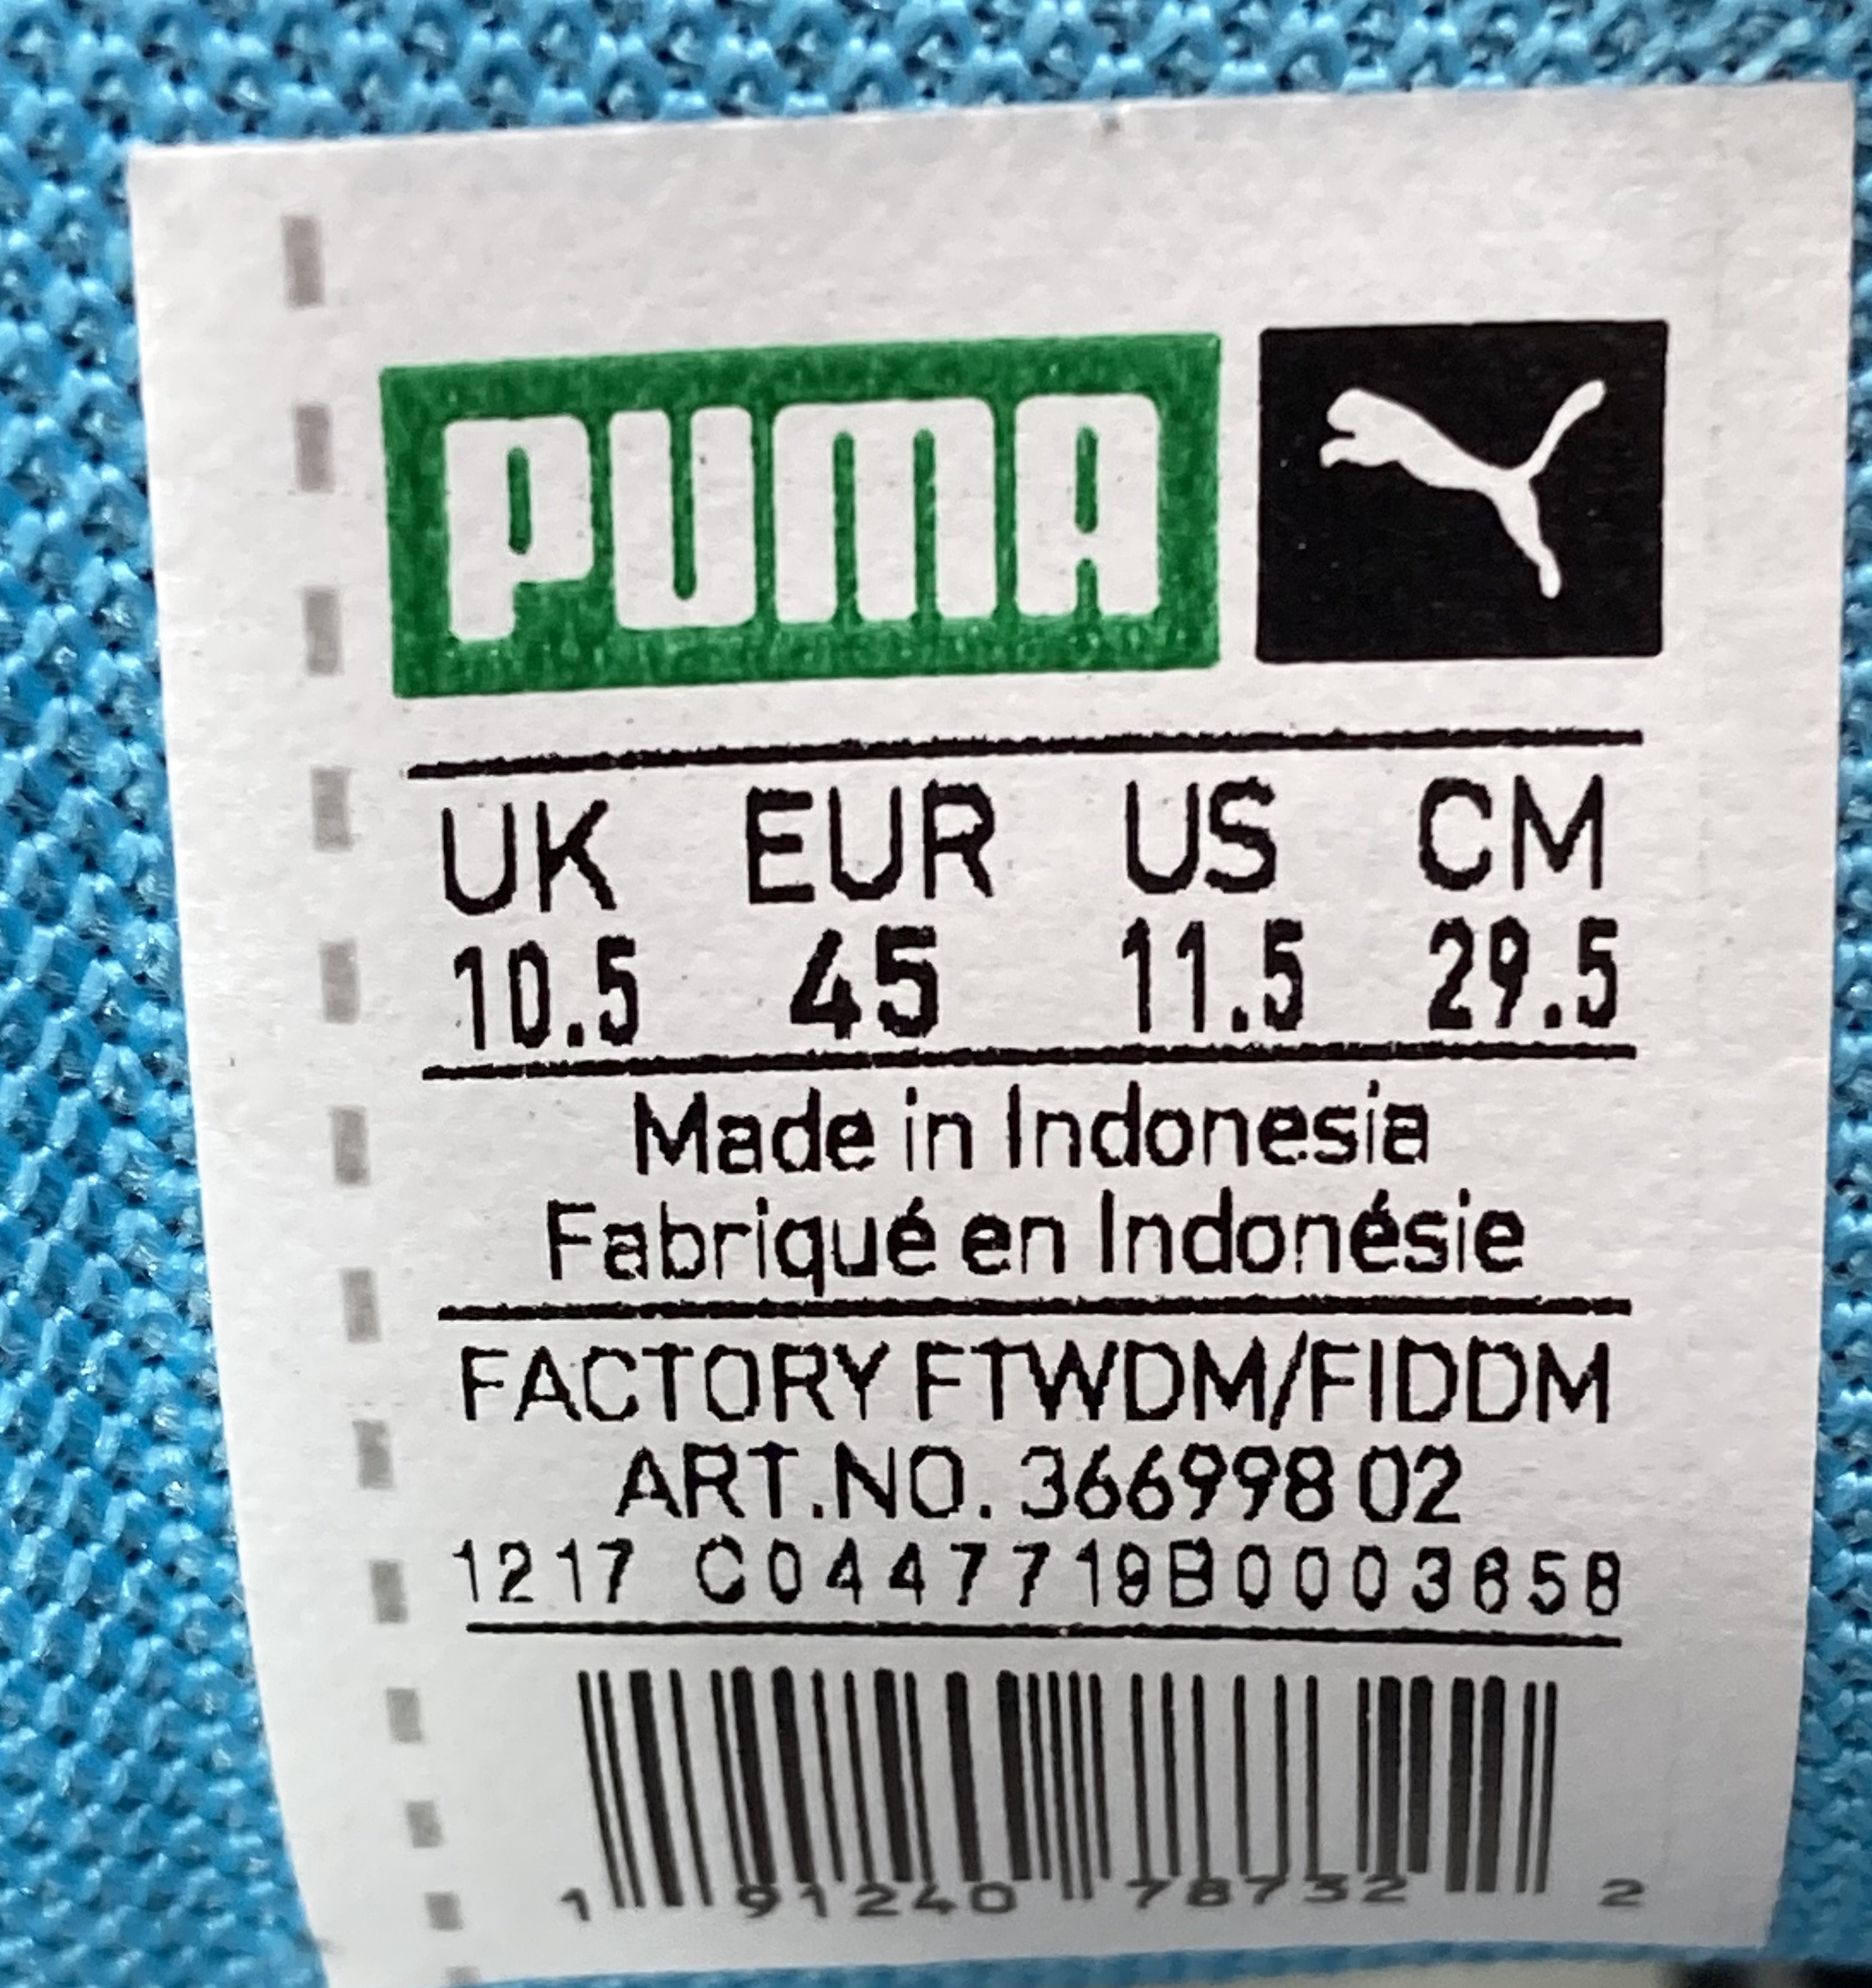 PUMA
UK EUR US CM
10.5 45 11.5 29.5
Made in Indonesia
Fabriqué en Indonésie
FACTORY FTWDM/FIDDM
ART.NO. 366998 02
1217 C0447719B0003658
1 91240 78732 2